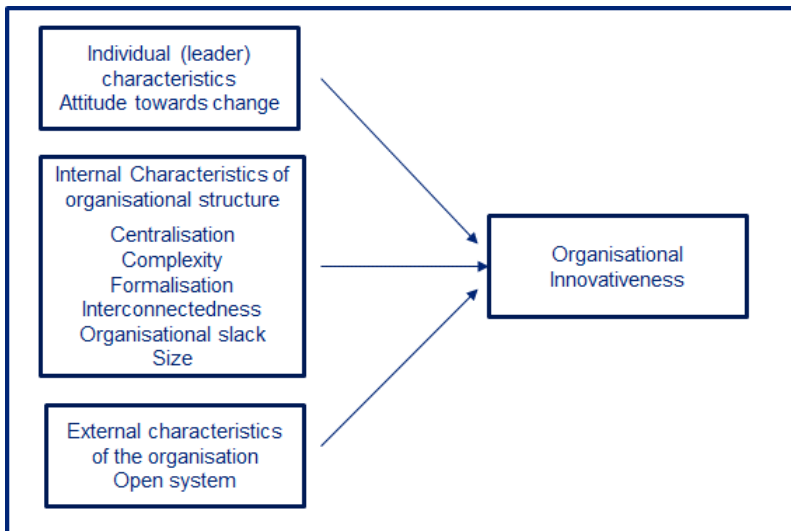 Individual (leader)
characteristics
Attitude towards change
Internal Characteristics of
organisational structure
Centralisation
Complexity
Formalisation
Interconnectedness
Organisational slack
Size
External characteristics
of the organisation
Open system
Organisational
Innovativeness